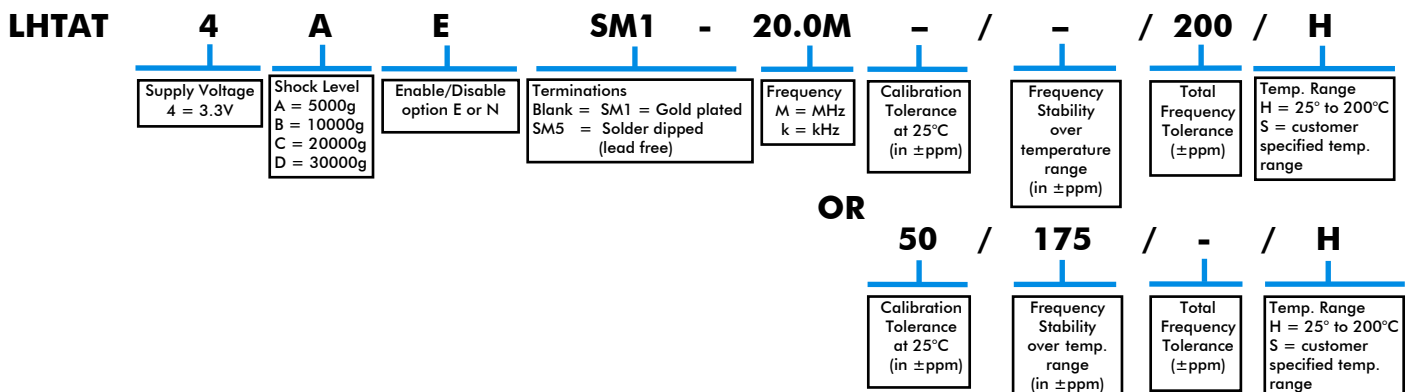 LHTAT 4 A E SM1 - 20.0M – / – / 200 / H
Supply Voltage
4 = 3.3V
Shock Level
A = 5000g
B = 10000g
C = 20000g
D = 30000g
Enable/Disable
option E or N
Terminations
Blank = SM1 = Gold plated
SM5 = Solder dipped
(lead free)
Frequency
M = MHz
k = kHz
Calibration
Tolerance
at 25°C
(in ±ppm)
Frequency
Stability
over
temperature
range
(in ±ppm)
Total
Frequency
Tolerance
(±ppm)
Temp. Range
H = 25° to 200°C
S = customer
specified temp.
range
OR
50 / 175 / - / H
Calibration
Tolerance
at 25°C
(in ±ppm)
Frequency
Stability
over temp.
range
(in ±ppm)
Total
Frequency
Tolerance
(±ppm)
Temp. Range
H = 25° to 200°C
S = customer
specified temp.
range